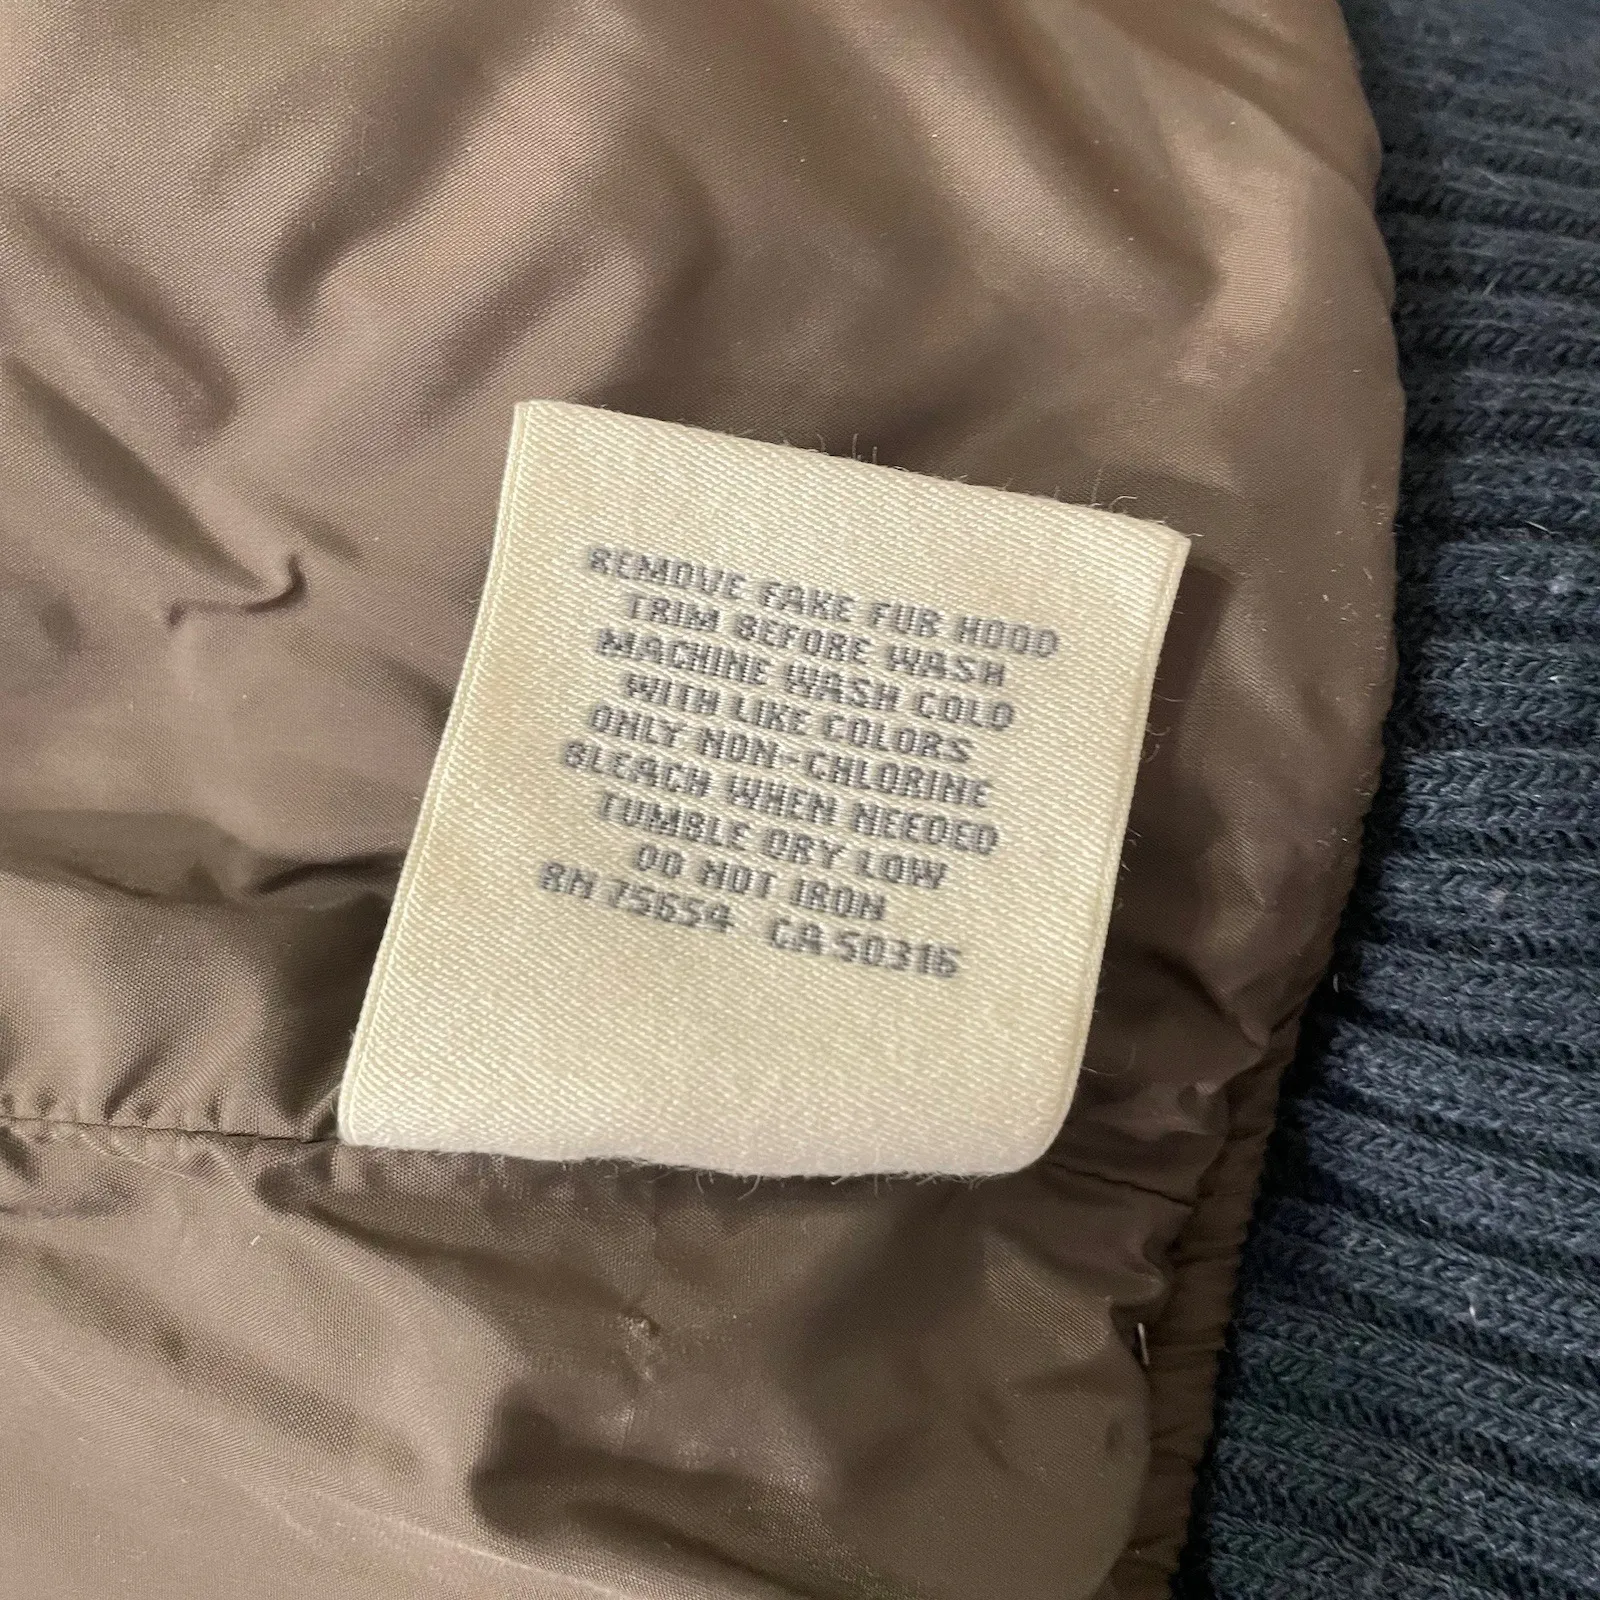 REMOVE FAKE FUR HOOD
TRIM BEFORE WASH
MACHINE WASH COLD
WITH LIKE COLORS
ONLY NON-CHLORINE
BLEACH WHEN NEEDED
TUMBLE DRY LOW
DO NOT IRON
RN 75654 CA 50316